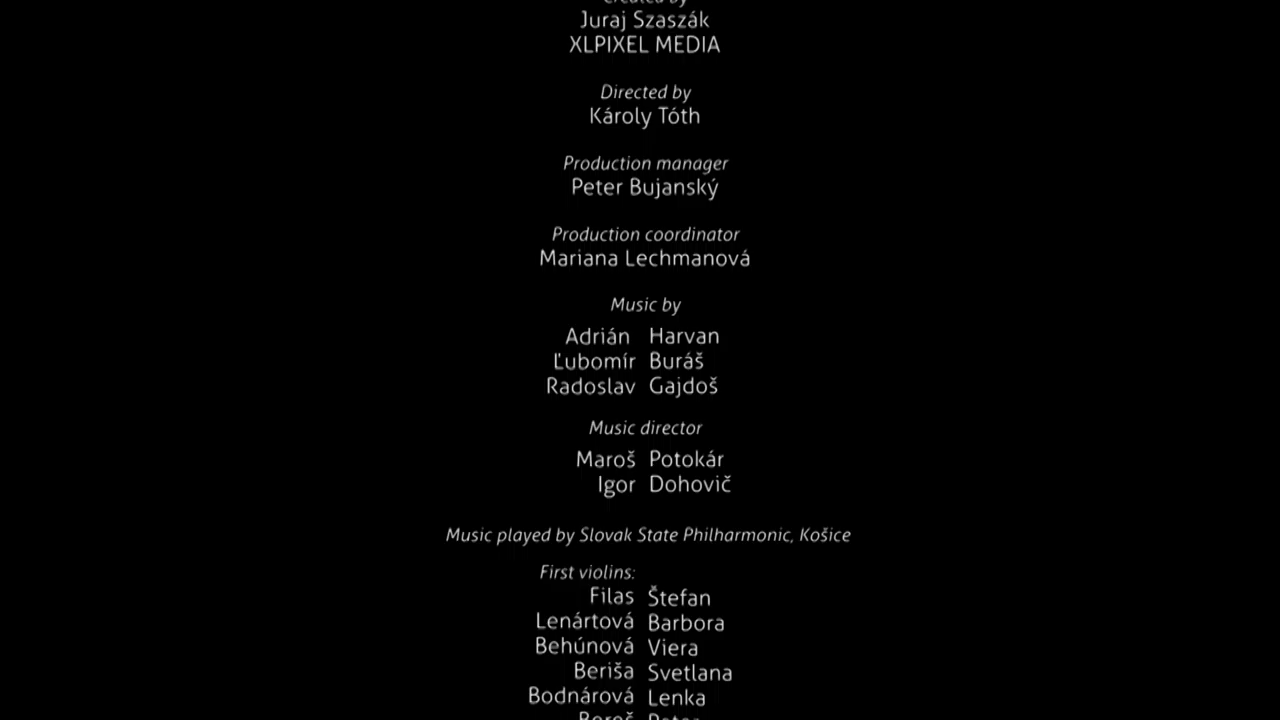 Created by
Juraj Szaszák
XLPIXEL MEDIA
Directed by
Károly Tóth
Production manager
Peter Bujanský
Production coordinator
Mariana Lechmanová
Music by
Adrián Harvan
Ľubomír Buráš
Radoslav Gajdoš
Music director
Maroš Potokár
Igor Dohovič
Music played by Slovak State Philharmonic, Košice
First violins:
Filas Štefan
Lenártová Barbora
Behúnová Viera
Beriša Svetlana
Bodnárová Lenka